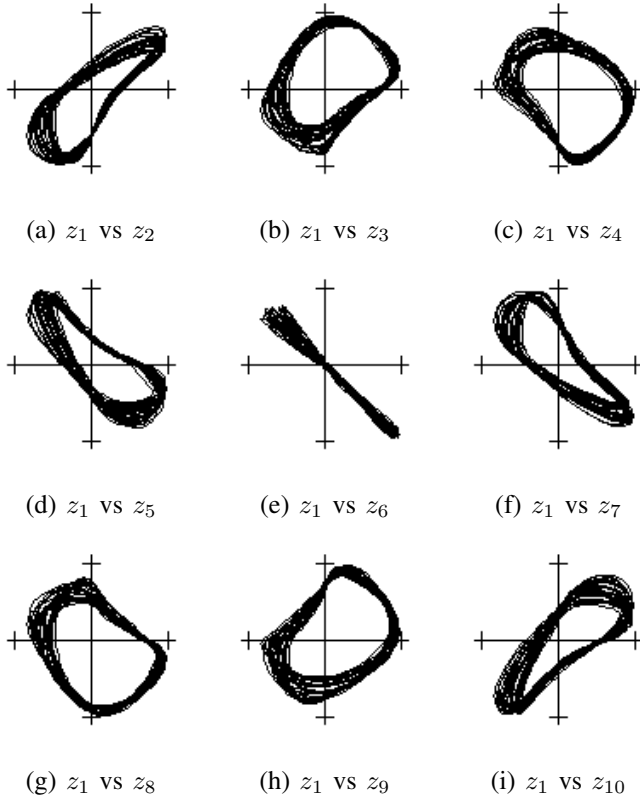 (a) z₁ vs z₂ (b) z₁ vs z₃ (c) z₁ vs z₄
(d) z₁ vs z₅ (e) z₁ vs z₆ (f) z₁ vs z₇
(g) z₁ vs z₈ (h) z₁ vs z₉ (i) z₁ vs z₁₀